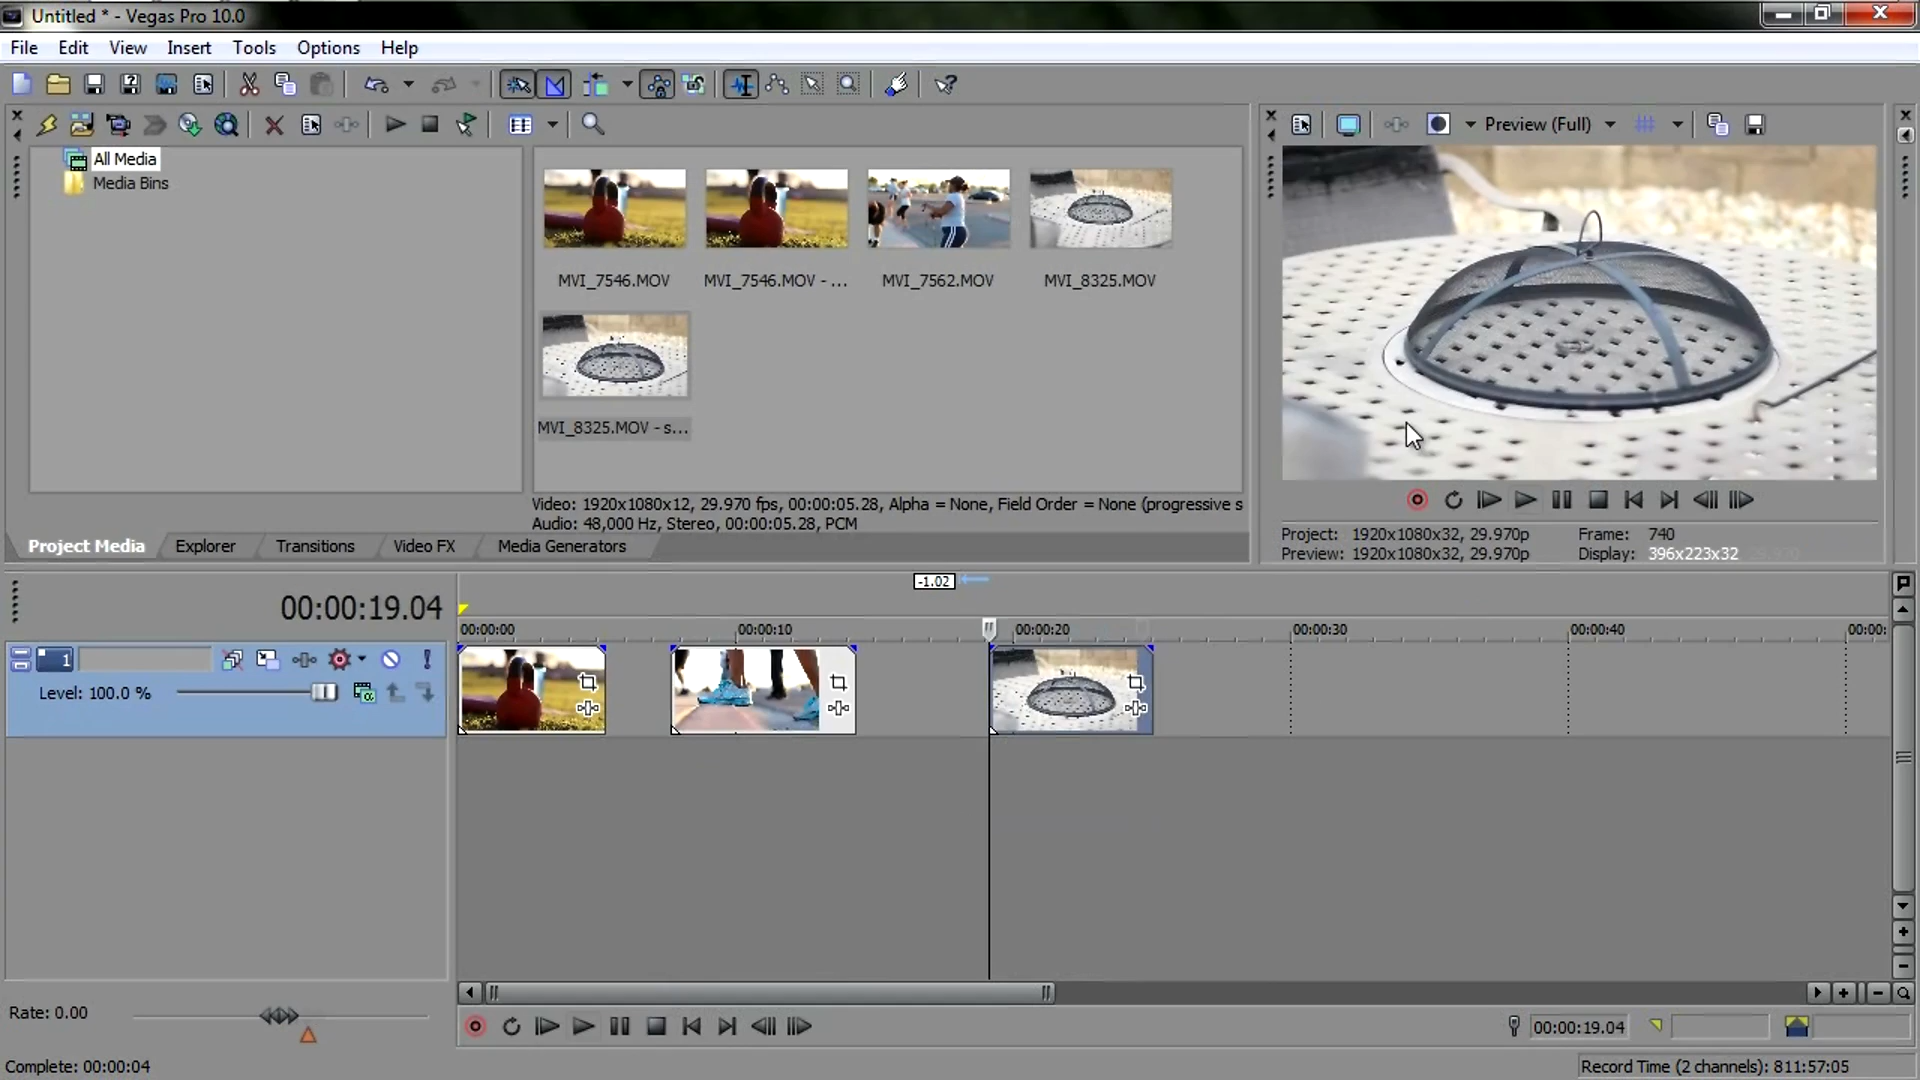 Untitled * - Vegas Pro 10.0
File Edit View Insert Tools Options Help
Preview (Full)
All Media
Media Bins
MVI_7546.MOV MVI_7546.MOV - ... MVI_7562.MOV MVI_8325.MOV
MVI_8325.MOV - s...
Video: 1920x1080x12, 29.970 fps, 00:00:05.28, Alpha = None, Field Order = None (progressive s
Audio: 48,000 Hz, Stereo, 00:00:05.28, PCM
Project Media Explorer Transitions Video FX Media Generators
Project: 1920x1080x32, 29.970p Frame: 740
Preview: 1920x1080x32, 29.970p Display: 396x223x32
-1.02
00:00:19.04
00:00:00 00:00:10 00:00:20 00:00:30 00:00:40 00:00:
1
Level: 100.0 %
Rate: 0.00
00:00:19.04
Complete: 00:00:04
Record Time (2 channels): 811:57:05